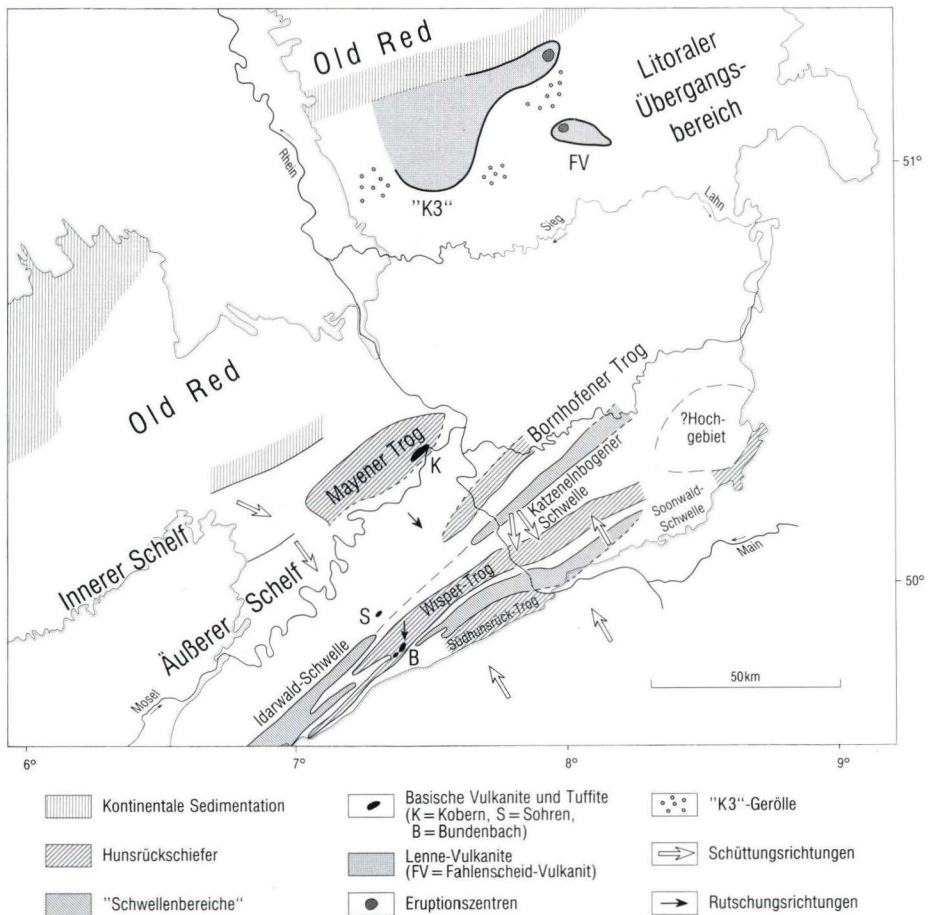 Old Red
Litoraler
Übergangs-
bereich
Rhein
FV
51°
"K3"
Sieg
Lahn
Old Red
Bornhofener Trog
?Hoch-
gebiet
Mayener Trog
K
Katzenelnbogener
Schwelle
Soonwald-
Schwelle
Innerer Schelf
Main
50°
Äußerer Schelf
Wisper-Trog
S
Südhunsrück-Trog
B
Idarwald-Schwelle
Mosel
50km
6°
7°
8°
9°
Kontinentale Sedimentation
Hunsrückschiefer
"Schwellenbereiche"
Basische Vulkanite und Tuffite
(K = Kobern, S = Sohren,
B = Bundenbach)
Lenne-Vulkanite
(FV = Fahlenscheid-Vulkanit)
Eruptionszentren
"K3"-Gerölle
Schüttungsrichtungen
Rutschungsrichtungen